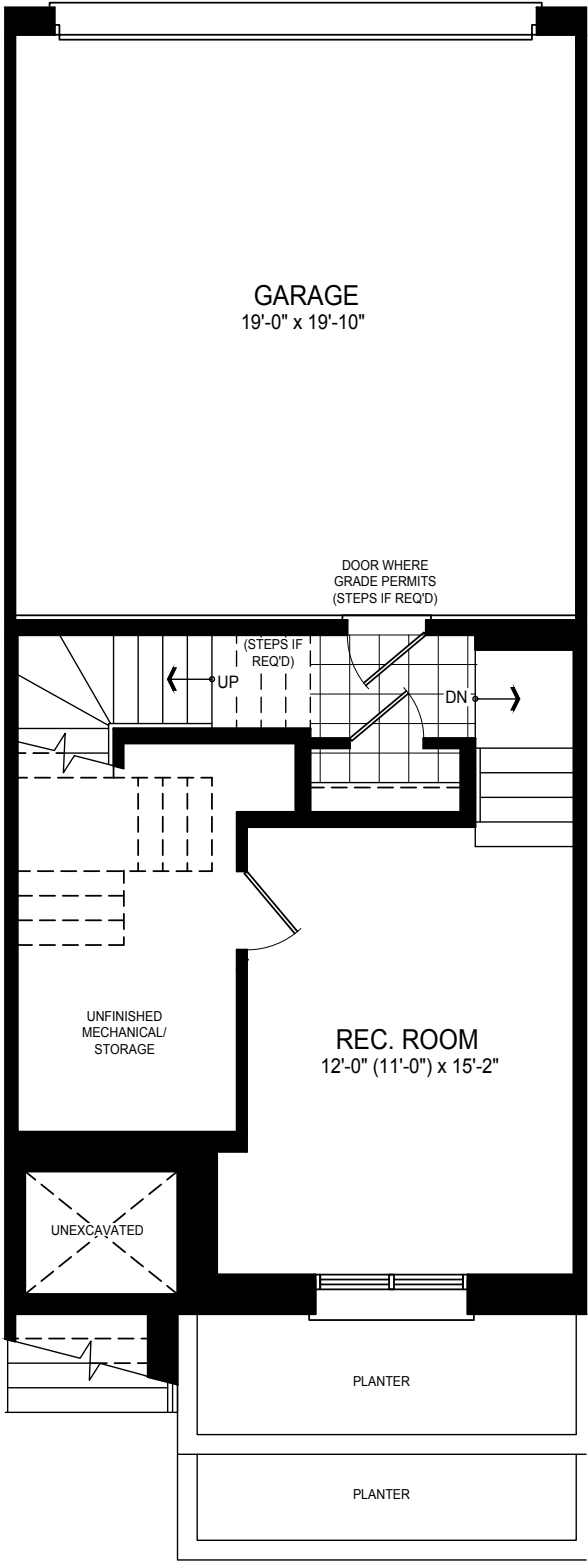 GARAGE
19'-0" x 19'-10"
DOOR WHERE
GRADE PERMITS
(STEPS IF REQ'D)
(STEPS IF
REQ'D)
UP
DN
UNFINISHED
MECHANICAL/
STORAGE
REC. ROOM
12'-0" (11'-0") x 15'-2"
UNEXCAVATED
PLANTER
PLANTER